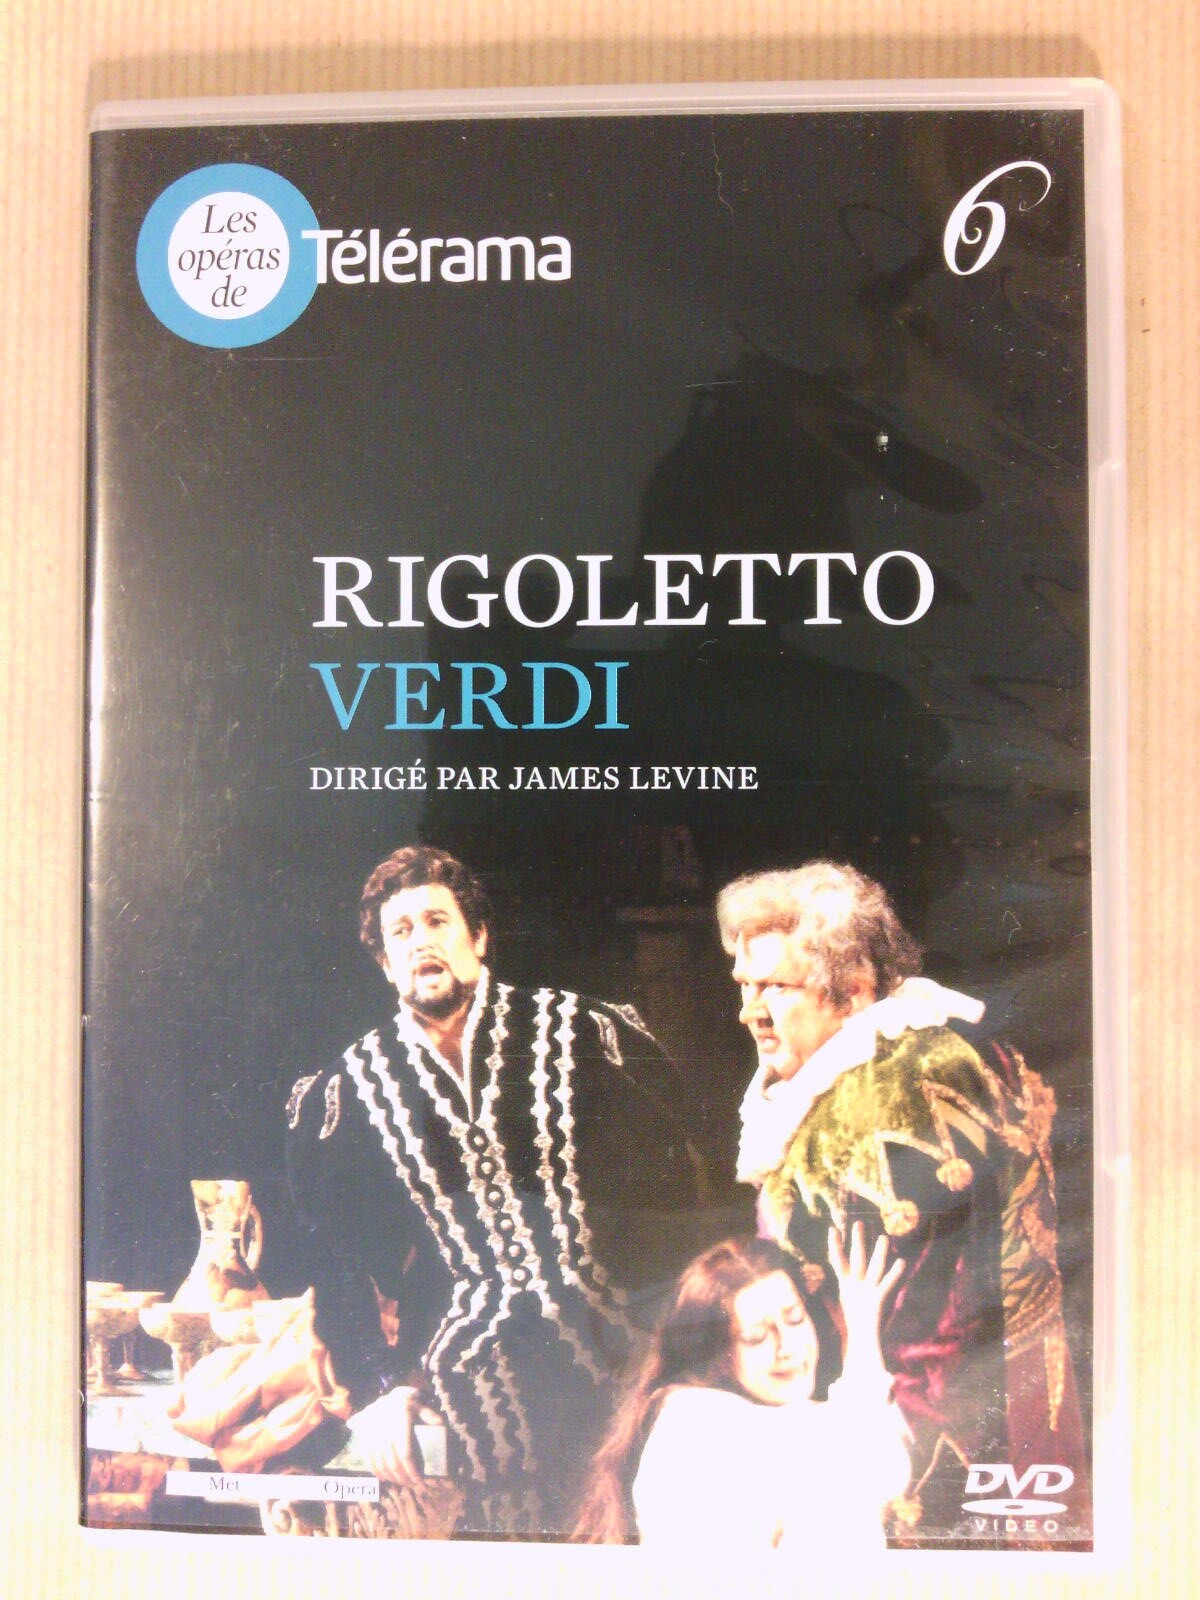 Les
opéras
de
Télérama
6
RIGOLETTO
VERDI
DIRIGÉ PAR JAMES LEVINE
Met Opera
DVD
VIDEO